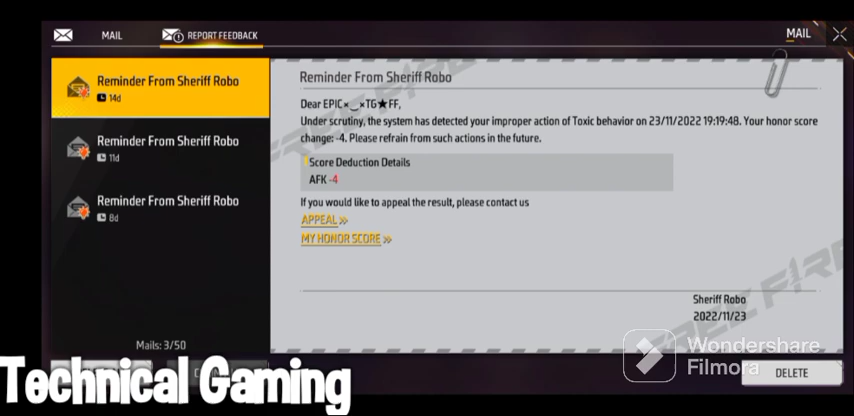 MAIL
REPORT FEEDBACK
MAIL
Reminder From Sheriff Robo
14d
Reminder From Sheriff Robo
11d
Reminder From Sheriff Robo
8d
Mails: 3/50
Reminder From Sheriff Robo
Dear EPIC×‿×TG★FF,
Under scrutiny, the system has detected your improper action of Toxic behavior on 23/11/2022 19:19:48. Your honor score
change: -4. Please refrain from such actions in the future.
Score Deduction Details
AFK -4
If you would like to appeal the result, please contact us
APPEAL >>
MY HONOR SCORE >>
Sheriff Robo
2022/11/23
FREE FIRE
FREE FIRE
Wondershare
Filmora
DELETE
Technical Gaming